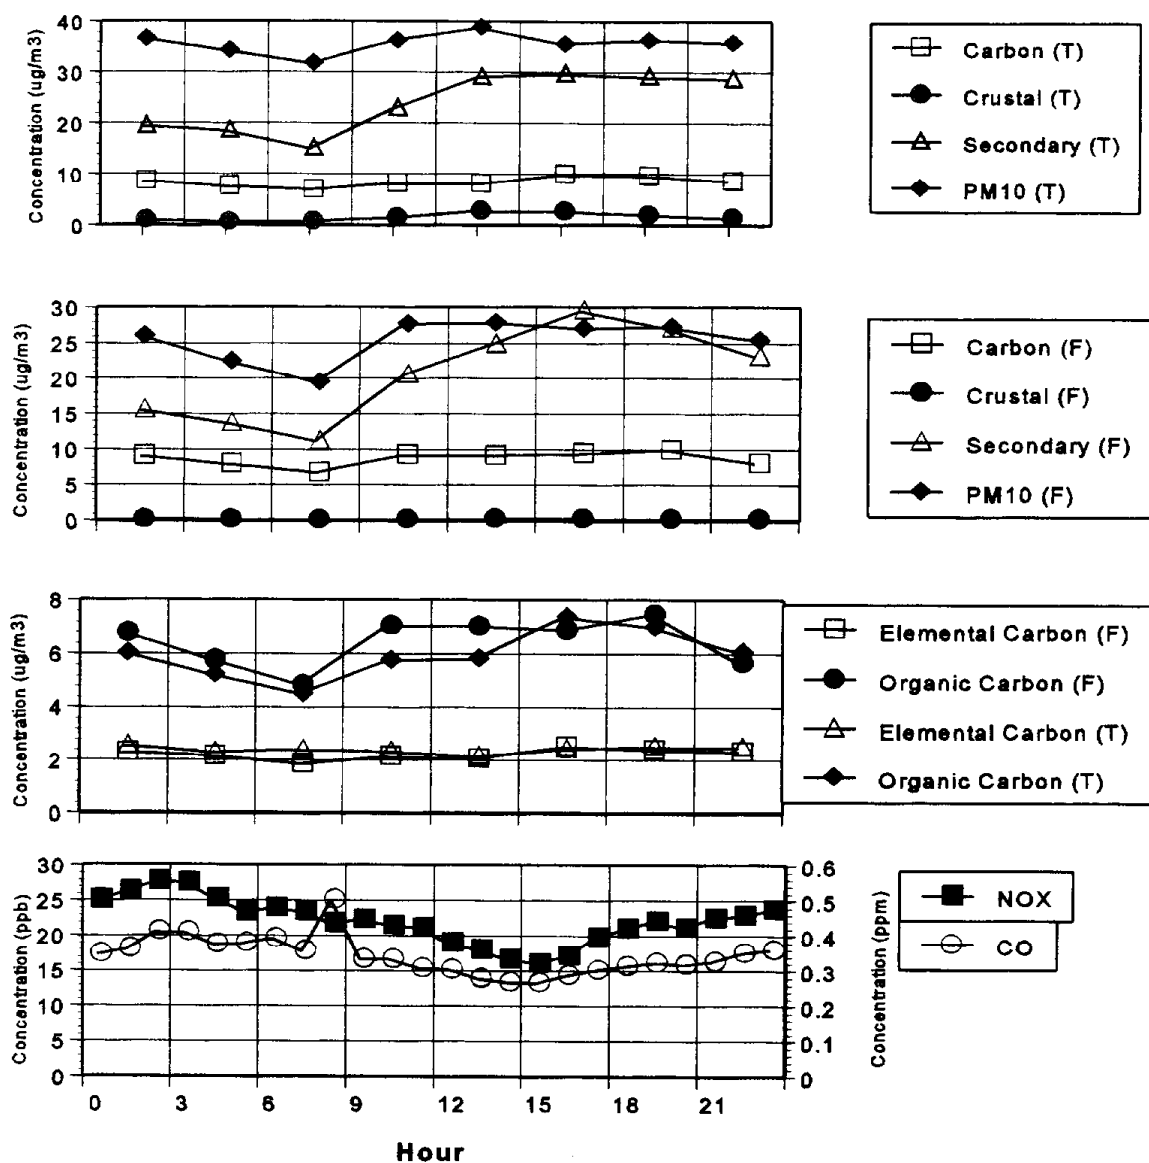 Concentration (ug/m3)
40
30
20
10
0
Carbon (T)
Crustal (T)
Secondary (T)
PM10 (T)
Concentration (ug/m3)
30
25
20
15
10
5
0
Carbon (F)
Crustal (F)
Secondary (F)
PM10 (F)
Concentration (ug/m3)
8
6
4
2
0
Elemental Carbon (F)
Organic Carbon (F)
Elemental Carbon (T)
Organic Carbon (T)
Concentration (ppb)
30
25
20
15
10
5
0
0.6
0.5
0.4
0.3
0.2
0.1
0
Concentration (ppm)
NOX
CO
0 3 6 9 12 15 18 21
Hour